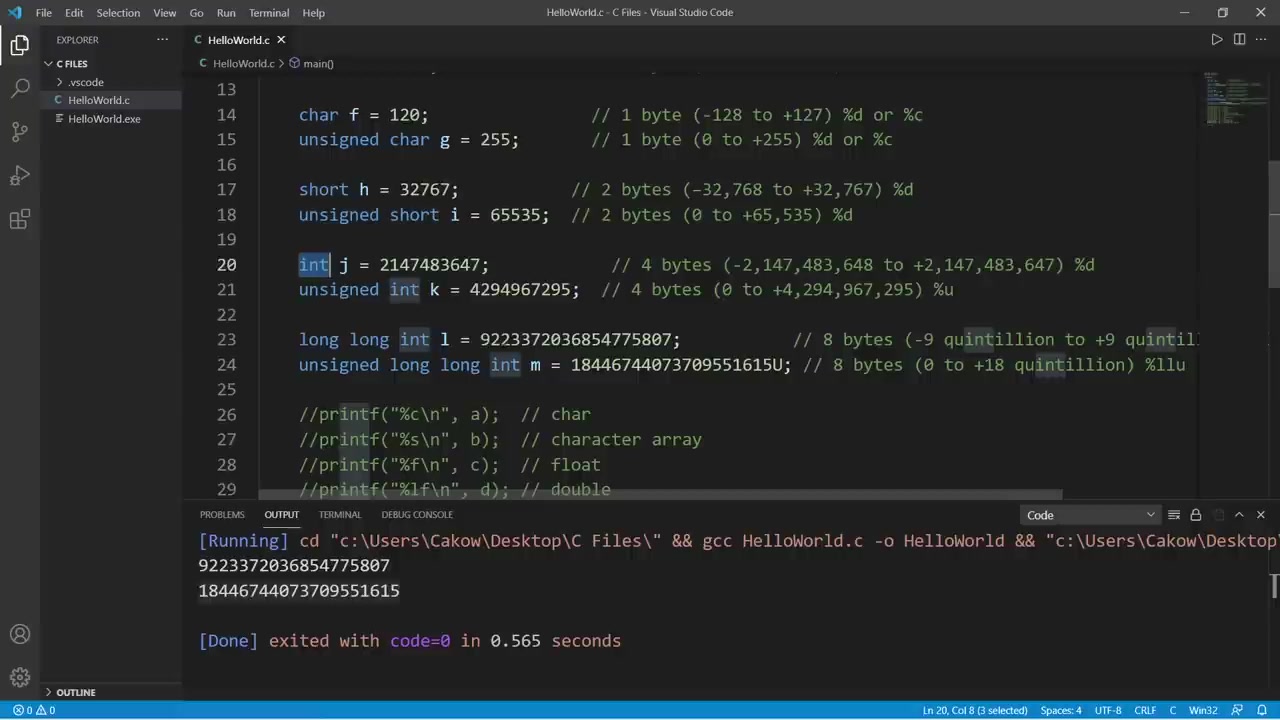 File Edit Selection View Go Run Terminal Help
HelloWorld.c - C Files - Visual Studio Code
EXPLORER
C FILES
.vscode
C HelloWorld.c
HelloWorld.exe
OUTLINE
C HelloWorld.c
C HelloWorld.c > main()
13
14 char f = 120; // 1 byte (-128 to +127) %d or %c
15 unsigned char g = 255; // 1 byte (0 to +255) %d or %c
16
17 short h = 32767; // 2 bytes (-32,768 to +32,767) %d
18 unsigned short i = 65535; // 2 bytes (0 to +65,535) %d
19
20 int j = 2147483647; // 4 bytes (-2,147,483,648 to +2,147,483,647) %d
21 unsigned int k = 4294967295; // 4 bytes (0 to +4,294,967,295) %u
22
23 long long int l = 9223372036854775807; // 8 bytes (-9 quintillion to +9 quintil
24 unsigned long long int m = 18446744073709551615U; // 8 bytes (0 to +18 quintillion) %llu
25
26 //printf("%c\n", a); // char
27 //printf("%s\n", b); // character array
28 //printf("%f\n", c); // float
29 //printf("%lf\n", d); // double
PROBLEMS OUTPUT TERMINAL DEBUG CONSOLE
Code
[Running] cd "c:\Users\Cakow\Desktop\C Files\" && gcc HelloWorld.c -o HelloWorld && "c:\Users\Cakow\Desktop
9223372036854775807
18446744073709551615
[Done] exited with code=0 in 0.565 seconds
0 0
Ln 20, Col 8 (3 selected) Spaces: 4 UTF-8 CRLF C Win32